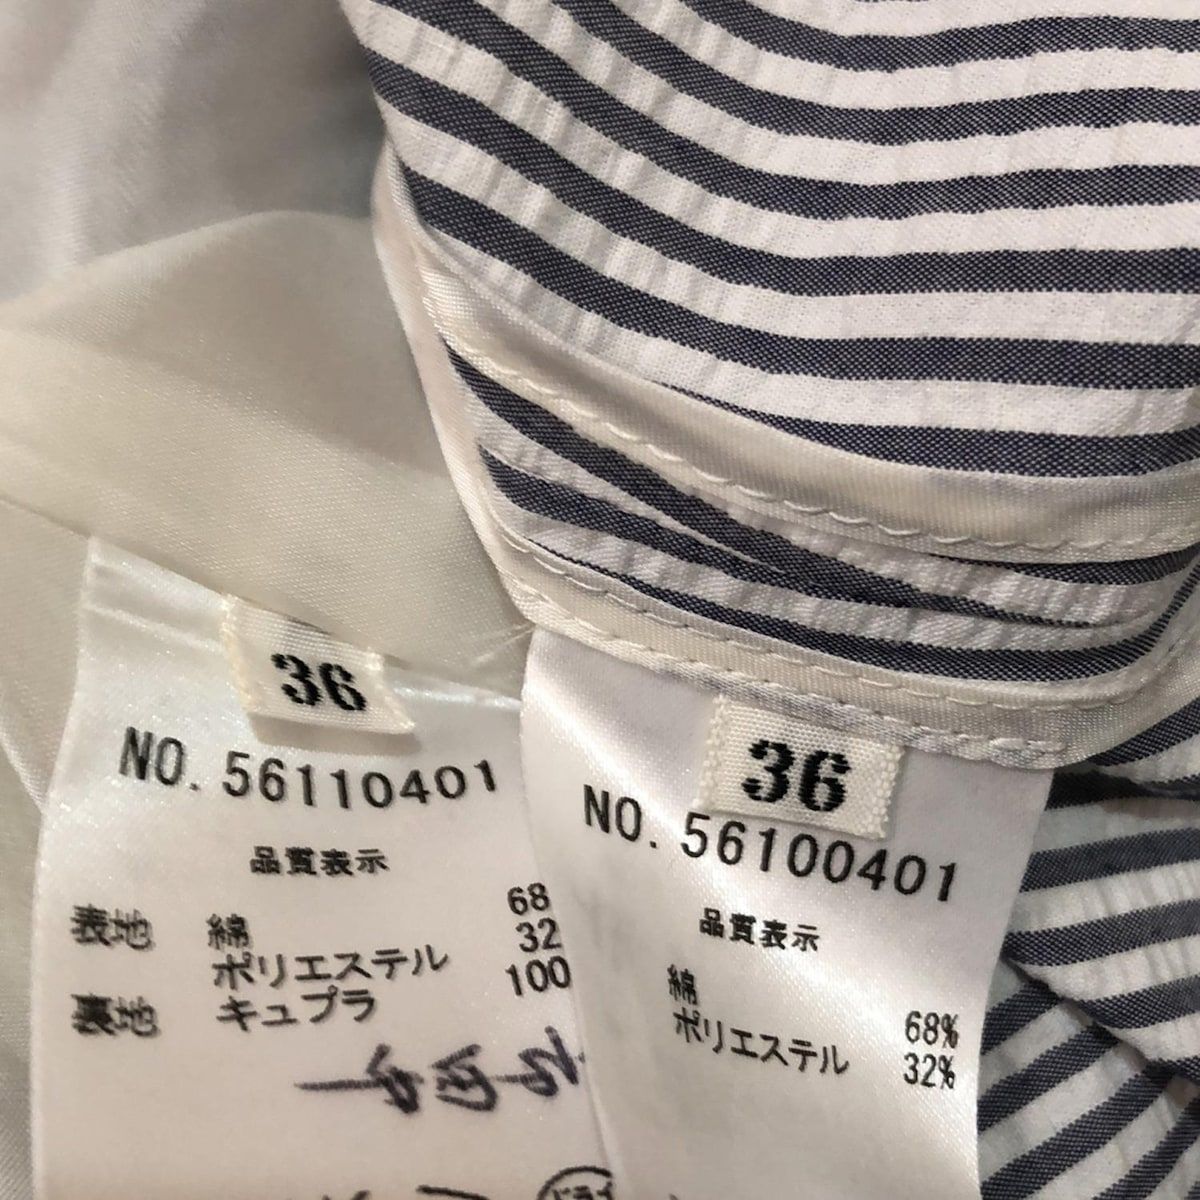 36
NO. 56110401
品質表示
表地 綿 68
ポリエステル 32
裏地 キュプラ 100
36
NO. 56100401
品質表示
綿 68%
ポリエステル 32%